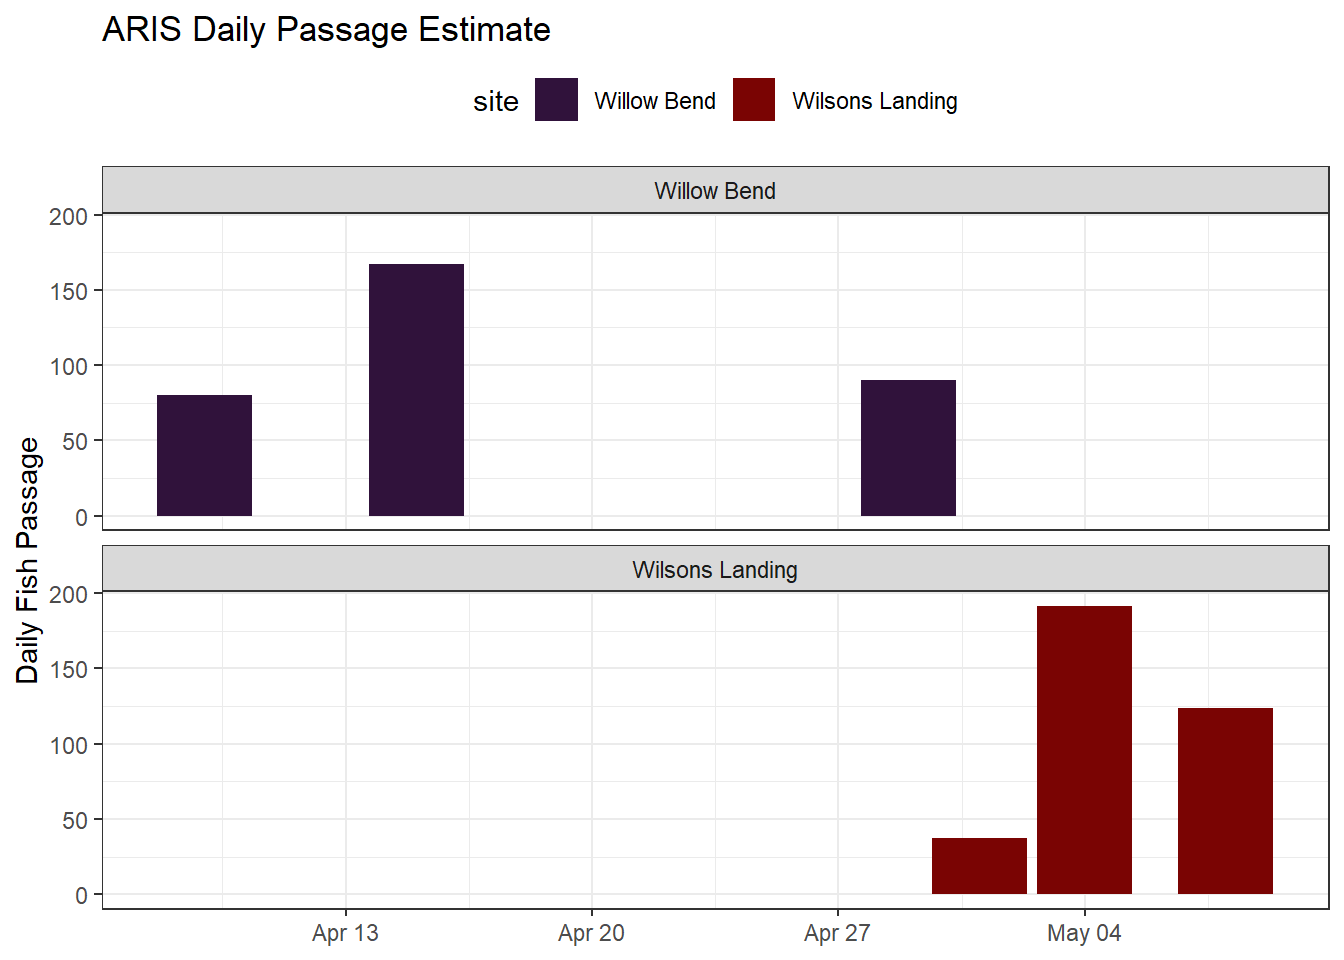 ARIS Daily Passage Estimate
site Willow Bend Wilsons Landing
Willow Bend
200
150
100
50
0
Daily Fish Passage
Wilsons Landing
200
150
100
50
0
Apr 13 Apr 20 Apr 27 May 04